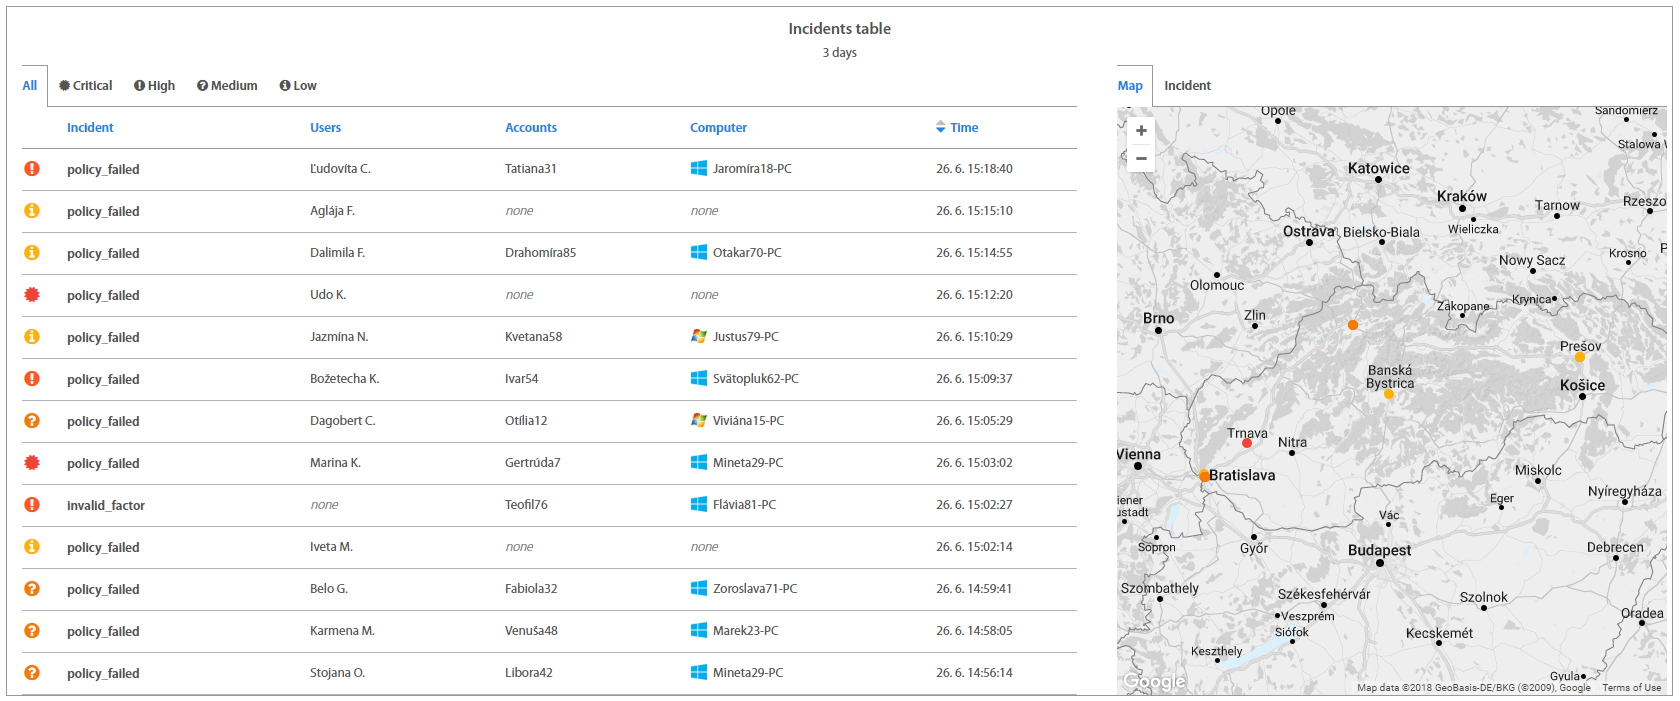 Incidents table
3 days
All Critical High Medium Low
Incident Users Accounts Computer Time
policy_failed Ľudovíta C. Tatiana31 Jaromíra18-PC 26. 6. 15:18:40
policy_failed Aglája F. none none 26. 6. 15:15:10
policy_failed Dalimila F. Drahomíra85 Otakar70-PC 26. 6. 15:14:55
policy_failed Udo K. none none 26. 6. 15:12:20
policy_failed Jazmína N. Kvetana58 Justus79-PC 26. 6. 15:10:29
policy_failed Božetecha K. Ivar54 Svätopluk62-PC 26. 6. 15:09:37
policy_failed Dagobert C. Otília12 Viviána15-PC 26. 6. 15:05:29
policy_failed Marina K. Gertrúda7 Mineta29-PC 26. 6. 15:03:02
invalid_factor none Teofil76 Flávia81-PC 26. 6. 15:02:27
policy_failed Iveta M. none none 26. 6. 15:02:14
policy_failed Belo G. Fabiola32 Zoroslava71-PC 26. 6. 14:59:41
policy_failed Karmena M. Venuša48 Marek23-PC 26. 6. 14:58:05
policy_failed Stojana O. Libora42 Mineta29-PC 26. 6. 14:56:14
Map Incident
+
−
Opole
Sandomierz
Stalowa W
Katowice
Kraków
Tarnow
Rzeszo
Wieliczka
Ostrava
Bielsko-Biala
Krosno
P
Nowy Sacz
Olomouc
Krynica
Zakopane
Brno
Zlin
Prešov
Banská
Bystrica
Košice
Trnava
Nitra
Vienna
Miskolc
Bratislava
Nyíregyháza
iener
ustadt
Eger
Vác
Sopron
Győr
Budapest
Debrecen
Szombathely
Székesfehérvár
Szolnok
Veszprém
Oradea
Siófok
Kecskemét
Keszthely
Gyula
Google
Map data ©2018 GeoBasis-DE/BKG (©2009), Google Terms of Use